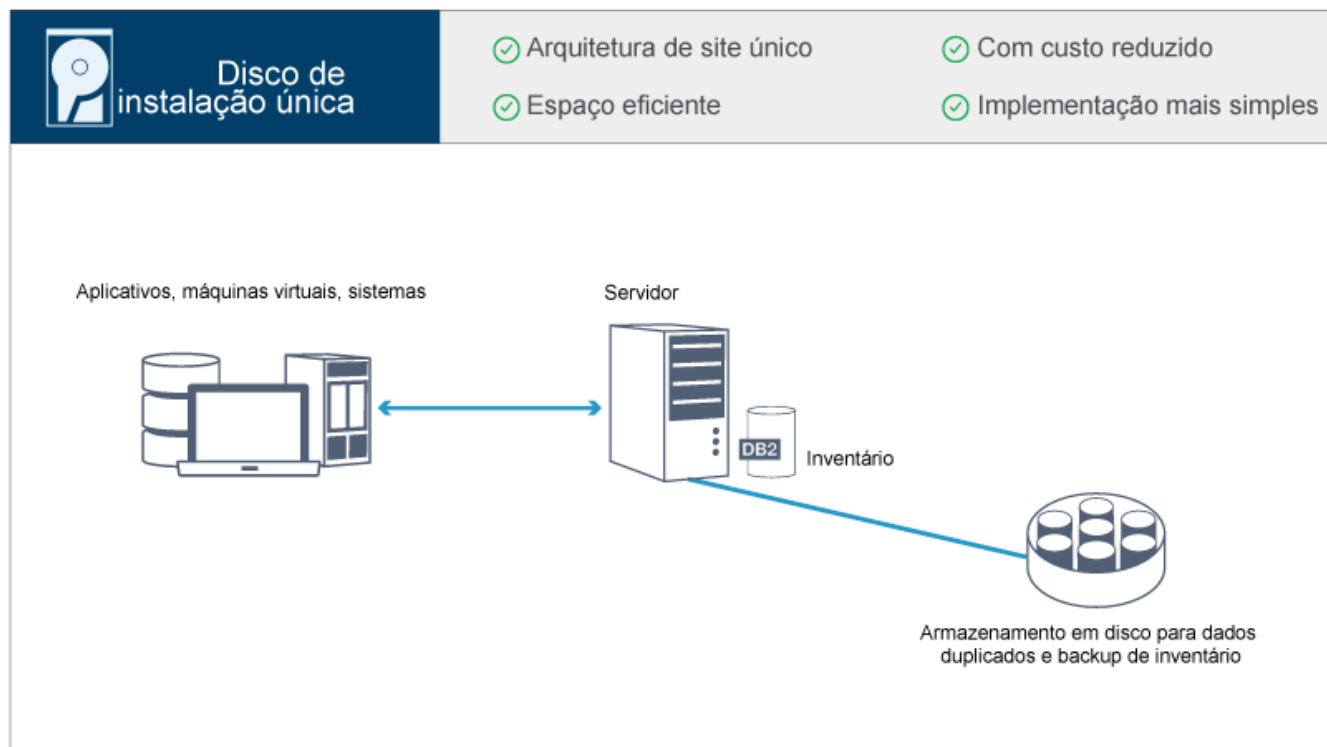 Disco de
instalação única
Arquitetura de site único
Com custo reduzido
Espaço eficiente
Implementação mais simples
Aplicativos, máquinas virtuais, sistemas
Servidor
DB2
Inventário
Armazenamento em disco para dados
duplicados e backup de inventário